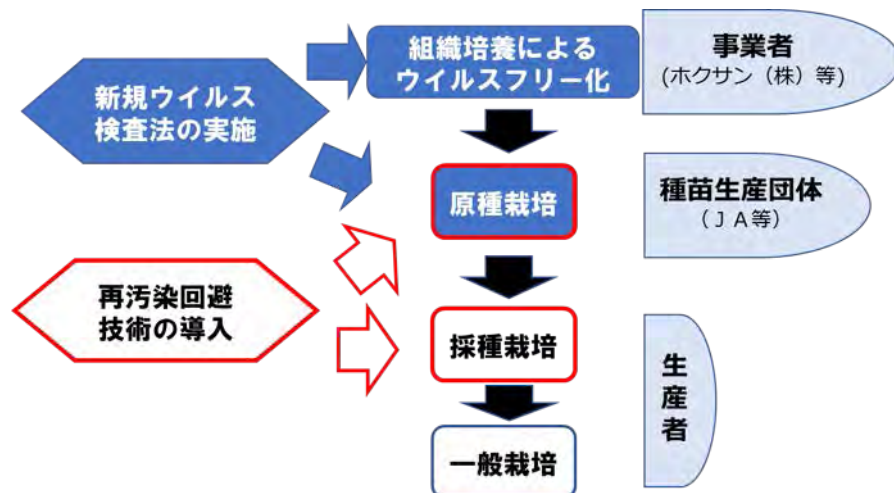 組織培養による
ウイルスフリー化
事業者
(ホクサン（株）等)
新規ウイルス
検査法の実施
原種栽培
種苗生産団体
（ＪＡ等）
再汚染回避
技術の導入
採種栽培
生産者
一般栽培